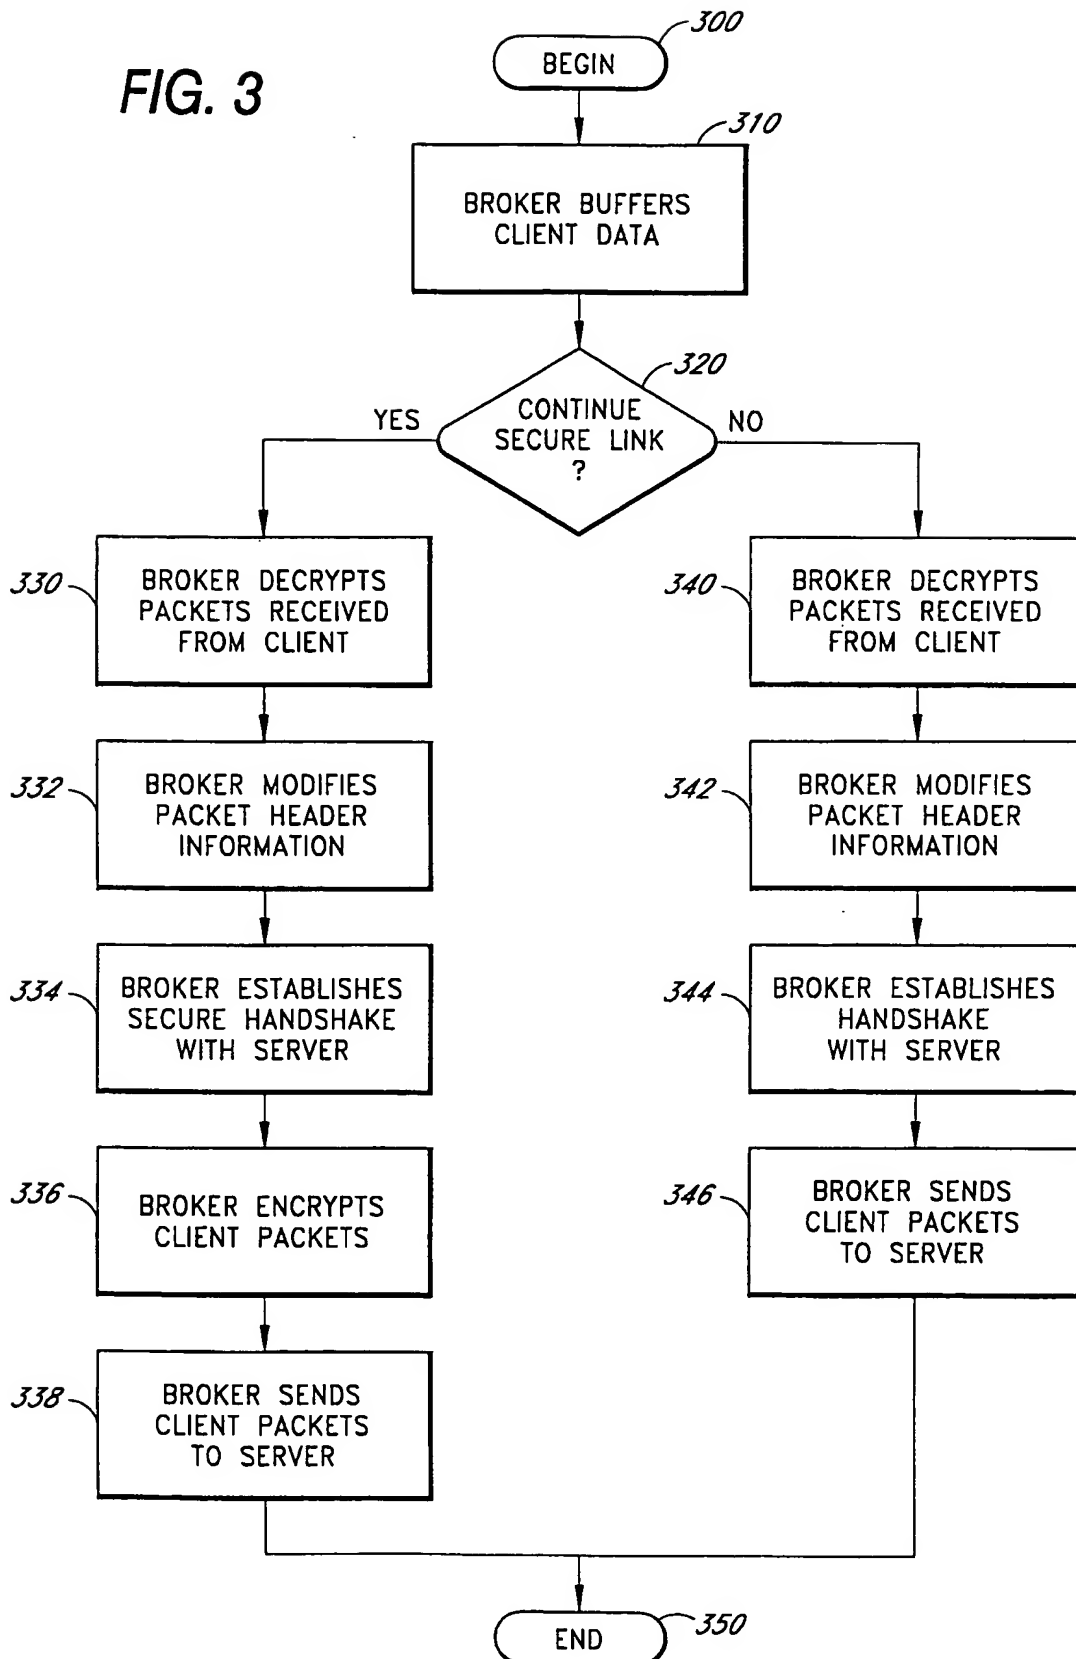 FIG. 3
300
BEGIN
310
BROKER BUFFERS
CLIENT DATA
320
CONTINUE
SECURE LINK
?
YES
NO
330
BROKER DECRYPTS
PACKETS RECEIVED
FROM CLIENT
340
BROKER DECRYPTS
PACKETS RECEIVED
FROM CLIENT
332
BROKER MODIFIES
PACKET HEADER
INFORMATION
342
BROKER MODIFIES
PACKET HEADER
INFORMATION
334
BROKER ESTABLISHES
SECURE HANDSHAKE
WITH SERVER
344
BROKER ESTABLISHES
HANDSHAKE
WITH SERVER
336
BROKER ENCRYPTS
CLIENT PACKETS
346
BROKER SENDS
CLIENT PACKETS
TO SERVER
338
BROKER SENDS
CLIENT PACKETS
TO SERVER
350
END